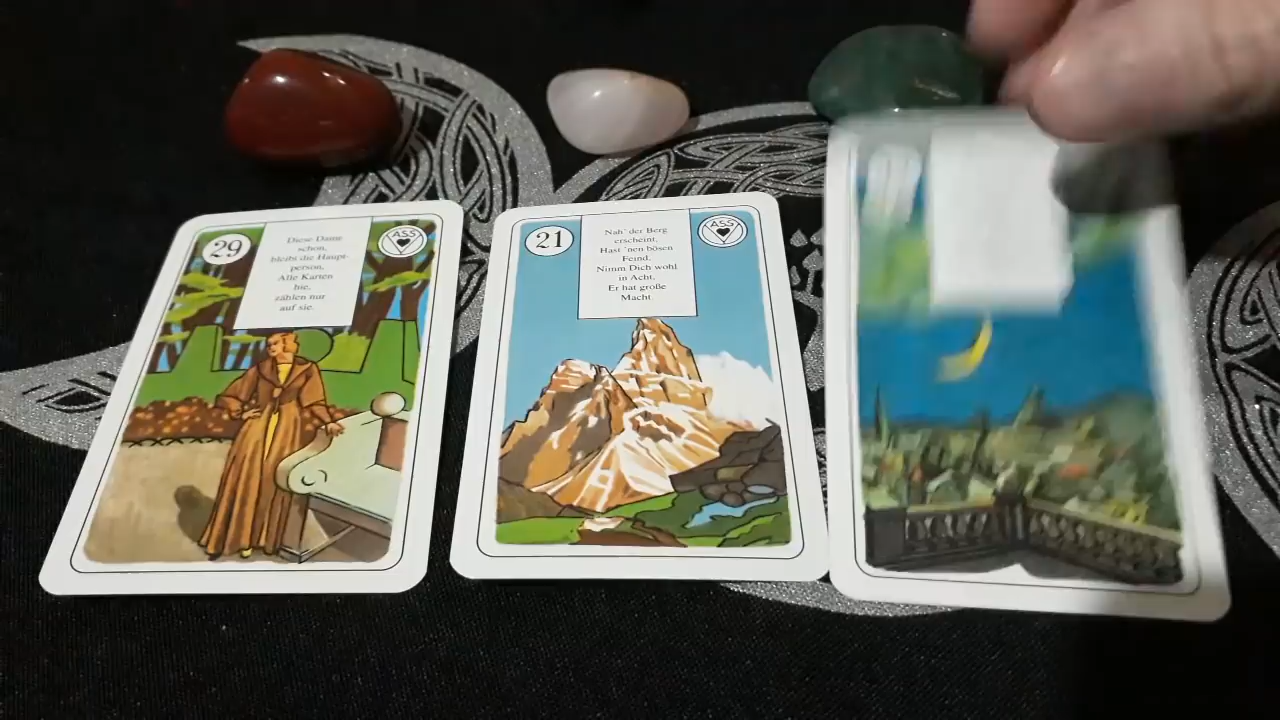 29
Diese Dame
schon,
bleibt die Haupt-
person,
Alle Karten
hie,
zählen nur
auf sie.
ASS
21
Nah' der Berg
erscheint,
Hast 'nen bösen
Feind,
Nimm Dich wohl
in Acht,
Er hat große
Macht.
ASS